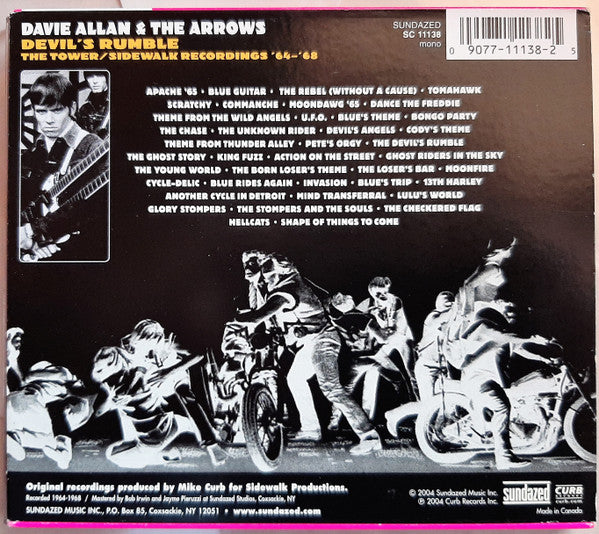 DAVIE ALLAN & THE ARROWS
DEVIL'S RUMBLE
THE TOWER/SIDEWALK RECORDINGS '64–'68
SUNDAZED
SC 11138
mono
0 9077-11138-2 5
APACHE '65 • BLUE GUITAR • THE REBEL (WITHOUT A CAUSE) • TOMAHAWK
SCRATCHY • COMMANCHE • MOONDAWG '65 • DANCE THE FREDDIE
THEME FROM THE WILD ANGELS • U.F.O. • BLUE'S THEME • BONGO PARTY
THE CHASE • THE UNKNOWN RIDER • DEVIL'S ANGELS • CODY'S THEME
THEME FROM THUNDER ALLEY • PETE'S ORGY • THE DEVIL'S RUMBLE
THE GHOST STORY • KING FUZZ • ACTION ON THE STREET • GHOST RIDERS IN THE SKY
THE YOUNG WORLD • THE BORN LOSER'S THEME • THE LOSER'S BAR • MOONFIRE
CYCLE-DELIC • BLUE RIDES AGAIN • INVASION • BLUE'S TRIP • 13TH HARLEY
ANOTHER CYCLE IN DETROIT • MIND TRANSFERRAL • LULU'S WORLD
GLORY STOMPERS • THE STOMPERS AND THE SOULS • THE CHECKERED FLAG
HELLCATS • SHAPE OF THINGS TO COME
Original recordings produced by Mike Curb for Sidewalk Productions.
Recorded 1964-1968 / Mastered by Bob Irwin and Jayme Pieruzzi at Sundazed Studios, Coxsackie, NY
SUNDAZED MUSIC INC., P.O. Box 85, Coxsackie, NY 12051 • www.sundazed.com
© 2004 Sundazed Music Inc.
℗ 2004 Curb Records Inc.
Made in Canada
sundazed
CURB
RECORDS
curb.com